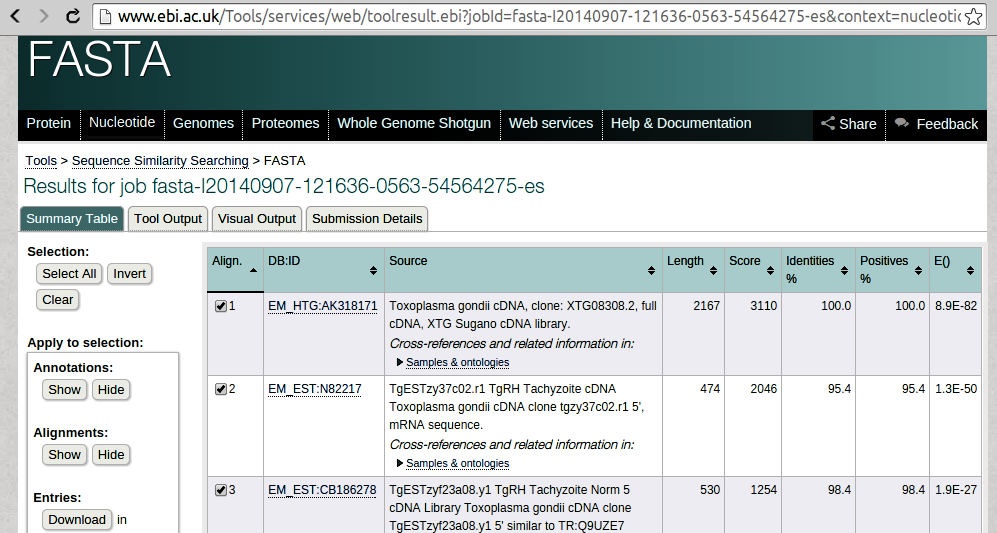 www.ebi.ac.uk/Tools/services/web/toolresult.ebi?jobId=fasta-I20140907-121636-0563-54564275-es&context=nucleotic
FASTA
Protein Nucleotide Genomes Proteomes Whole Genome Shotgun Web services Help & Documentation Share Feedback
Tools > Sequence Similarity Searching > FASTA
Results for job fasta-I20140907-121636-0563-54564275-es
Summary Table Tool Output Visual Output Submission Details
Selection:
Select All Invert
Clear
Apply to selection:
Annotations:
Show Hide
Alignments:
Show Hide
Entries:
Download in
Align. DB:ID Source Length Score Identities Positives E()
% %
1 EM_HTG:AK318171 Toxoplasma gondii cDNA, clone: XTG08308.2, full 2167 3110 100.0 100.0 8.9E-82
cDNA, XTG Sugano cDNA library.
Cross-references and related information in:
Samples & ontologies
2 EM_EST:N82217 TgESTzy37c02.r1 TgRH Tachyzoite cDNA 474 2046 95.4 95.4 1.3E-50
Toxoplasma gondii cDNA clone tgzy37c02.r1 5',
mRNA sequence.
Cross-references and related information in:
Samples & ontologies
3 EM_EST:CB186278 TgESTzyf23a08.y1 TgRH Tachyzoite Norm 5 530 1254 98.4 98.4 1.9E-27
cDNA Library Toxoplasma gondii cDNA clone
TgESTzyf23a08.y1 5' similar to TR:Q9UZE7